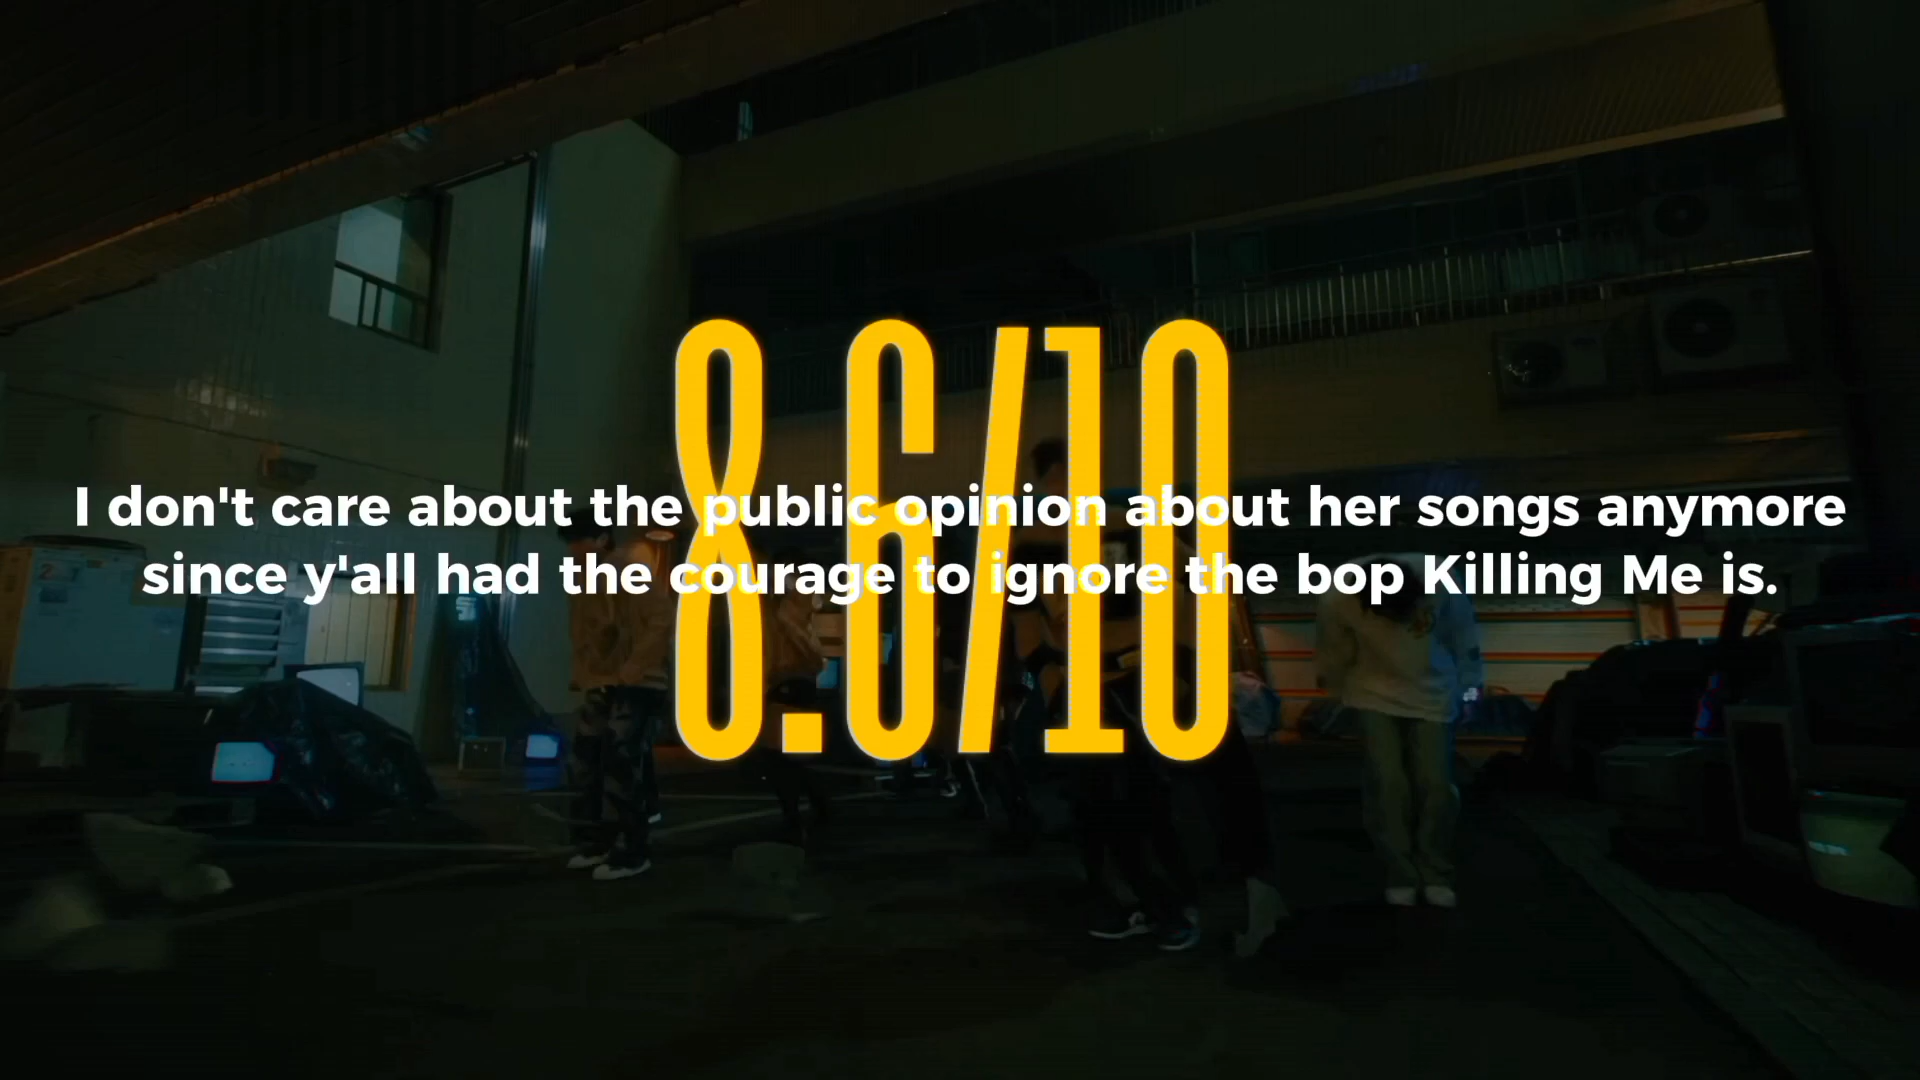 8.6/10
I don't care about the public opinion about her songs anymore
since y'all had the courage to ignore the bop Killing Me is.